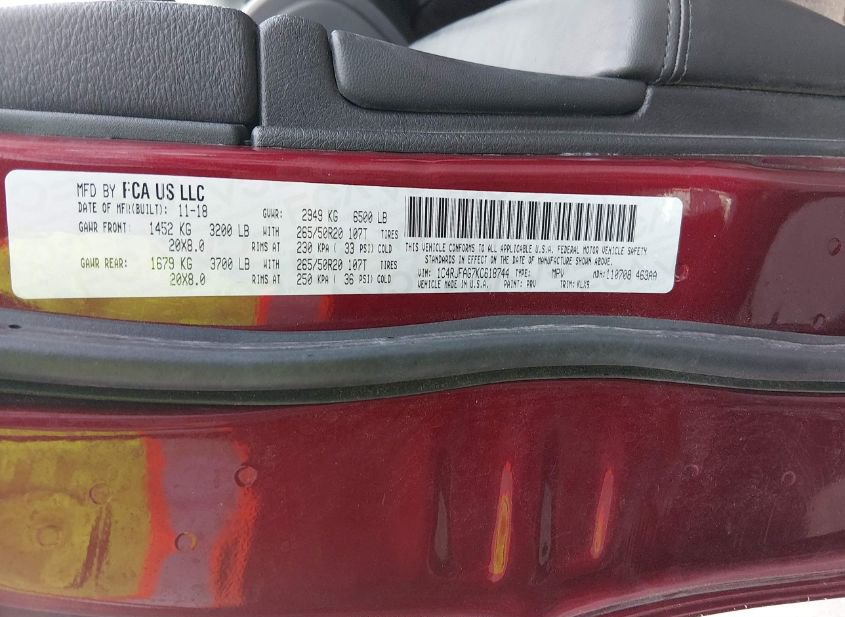 MFD BY FCA US LLC
DATE OF MFR(BUILT): 11-18 GVWR: 2949 KG 6500 LB
GAWR FRONT: 1452 KG 3200 LB WITH 265/50R20 107T TIRES
20X8.0 RIMS AT 230 KPA ( 33 PSI) COLD
GAWR REAR: 1679 KG 3700 LB WITH 265/50R20 107T TIRES
20X8.0 RIMS AT 250 KPA ( 36 PSI) COLD
THIS VEHICLE CONFORMS TO ALL APPLICABLE U.S.A. FEDERAL MOTOR VEHICLE SAFETY
STANDARDS IN EFFECT ON THE DATE OF MANUFACTURE SHOWN ABOVE.
VIN: 1C4RJFAG7KC618744 TYPE: MPV MDH: 110708 463AA
VEHICLE MADE IN U.S.A. PAINT: PRV TRIM: KLX9